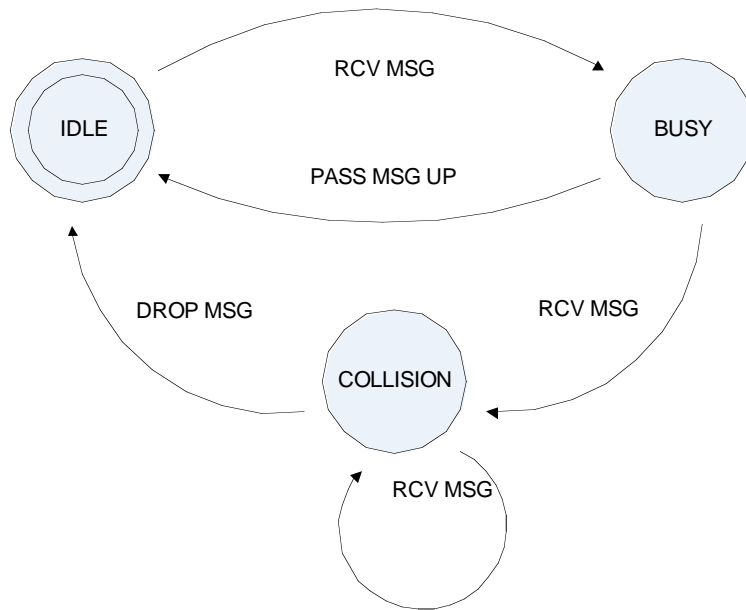 RCV MSG
IDLE
BUSY
PASS MSG UP
DROP MSG
RCV MSG
COLLISION
RCV MSG